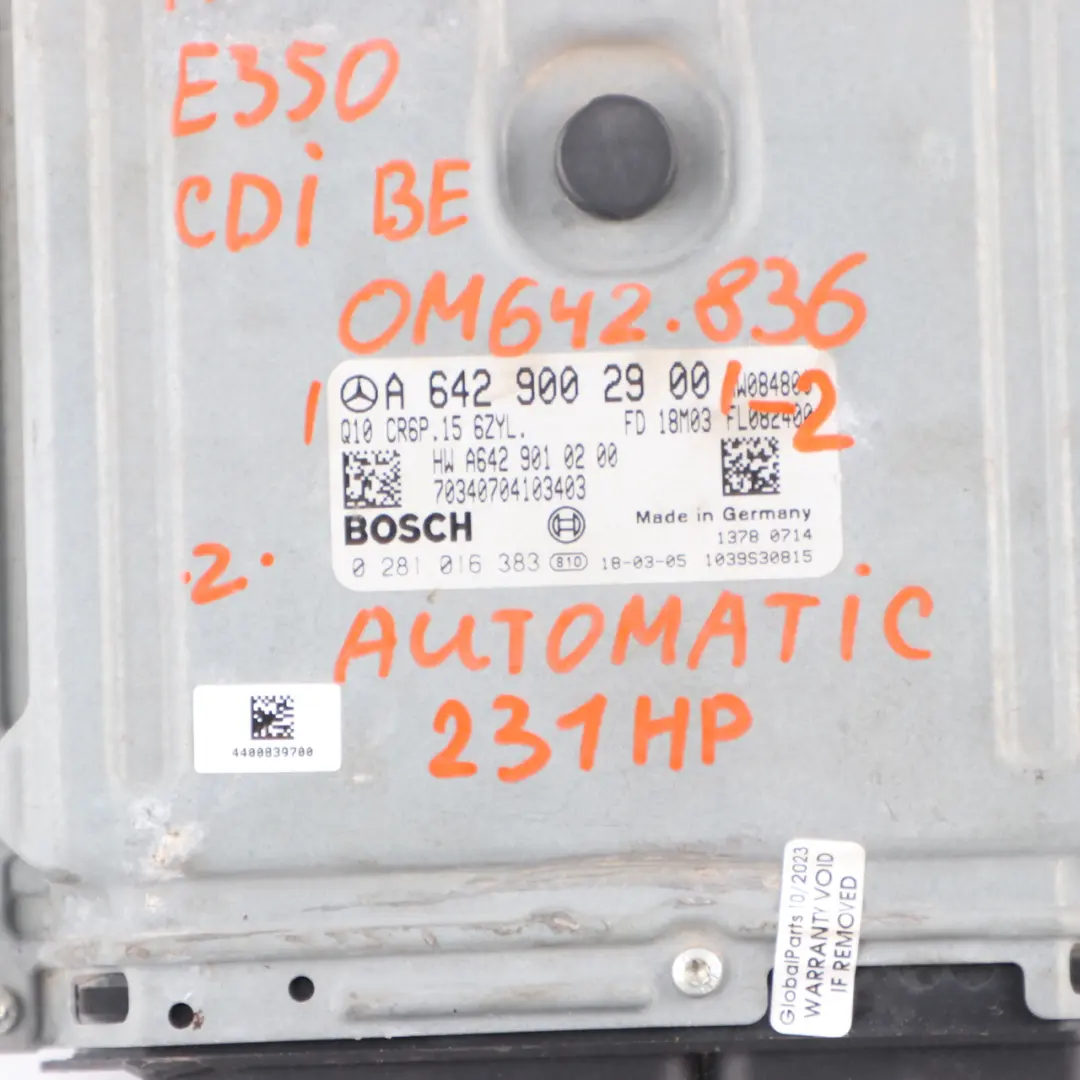 E350
CDi BE
OM642.836
1 A 642 900 2900 1-2
Q10 CR6P.15 6ZYL. FD 18M03 FL082400
HW A642 901 02 00
70340704103403
BOSCH Made in Germany
1378 0714
0 281 016 383 810 18-03-05 1039S30815
.2.
AUTOMATiC
231HP
4400839700
GlobalParts 10/2023
WARRANTY VOID
IF REMOVED